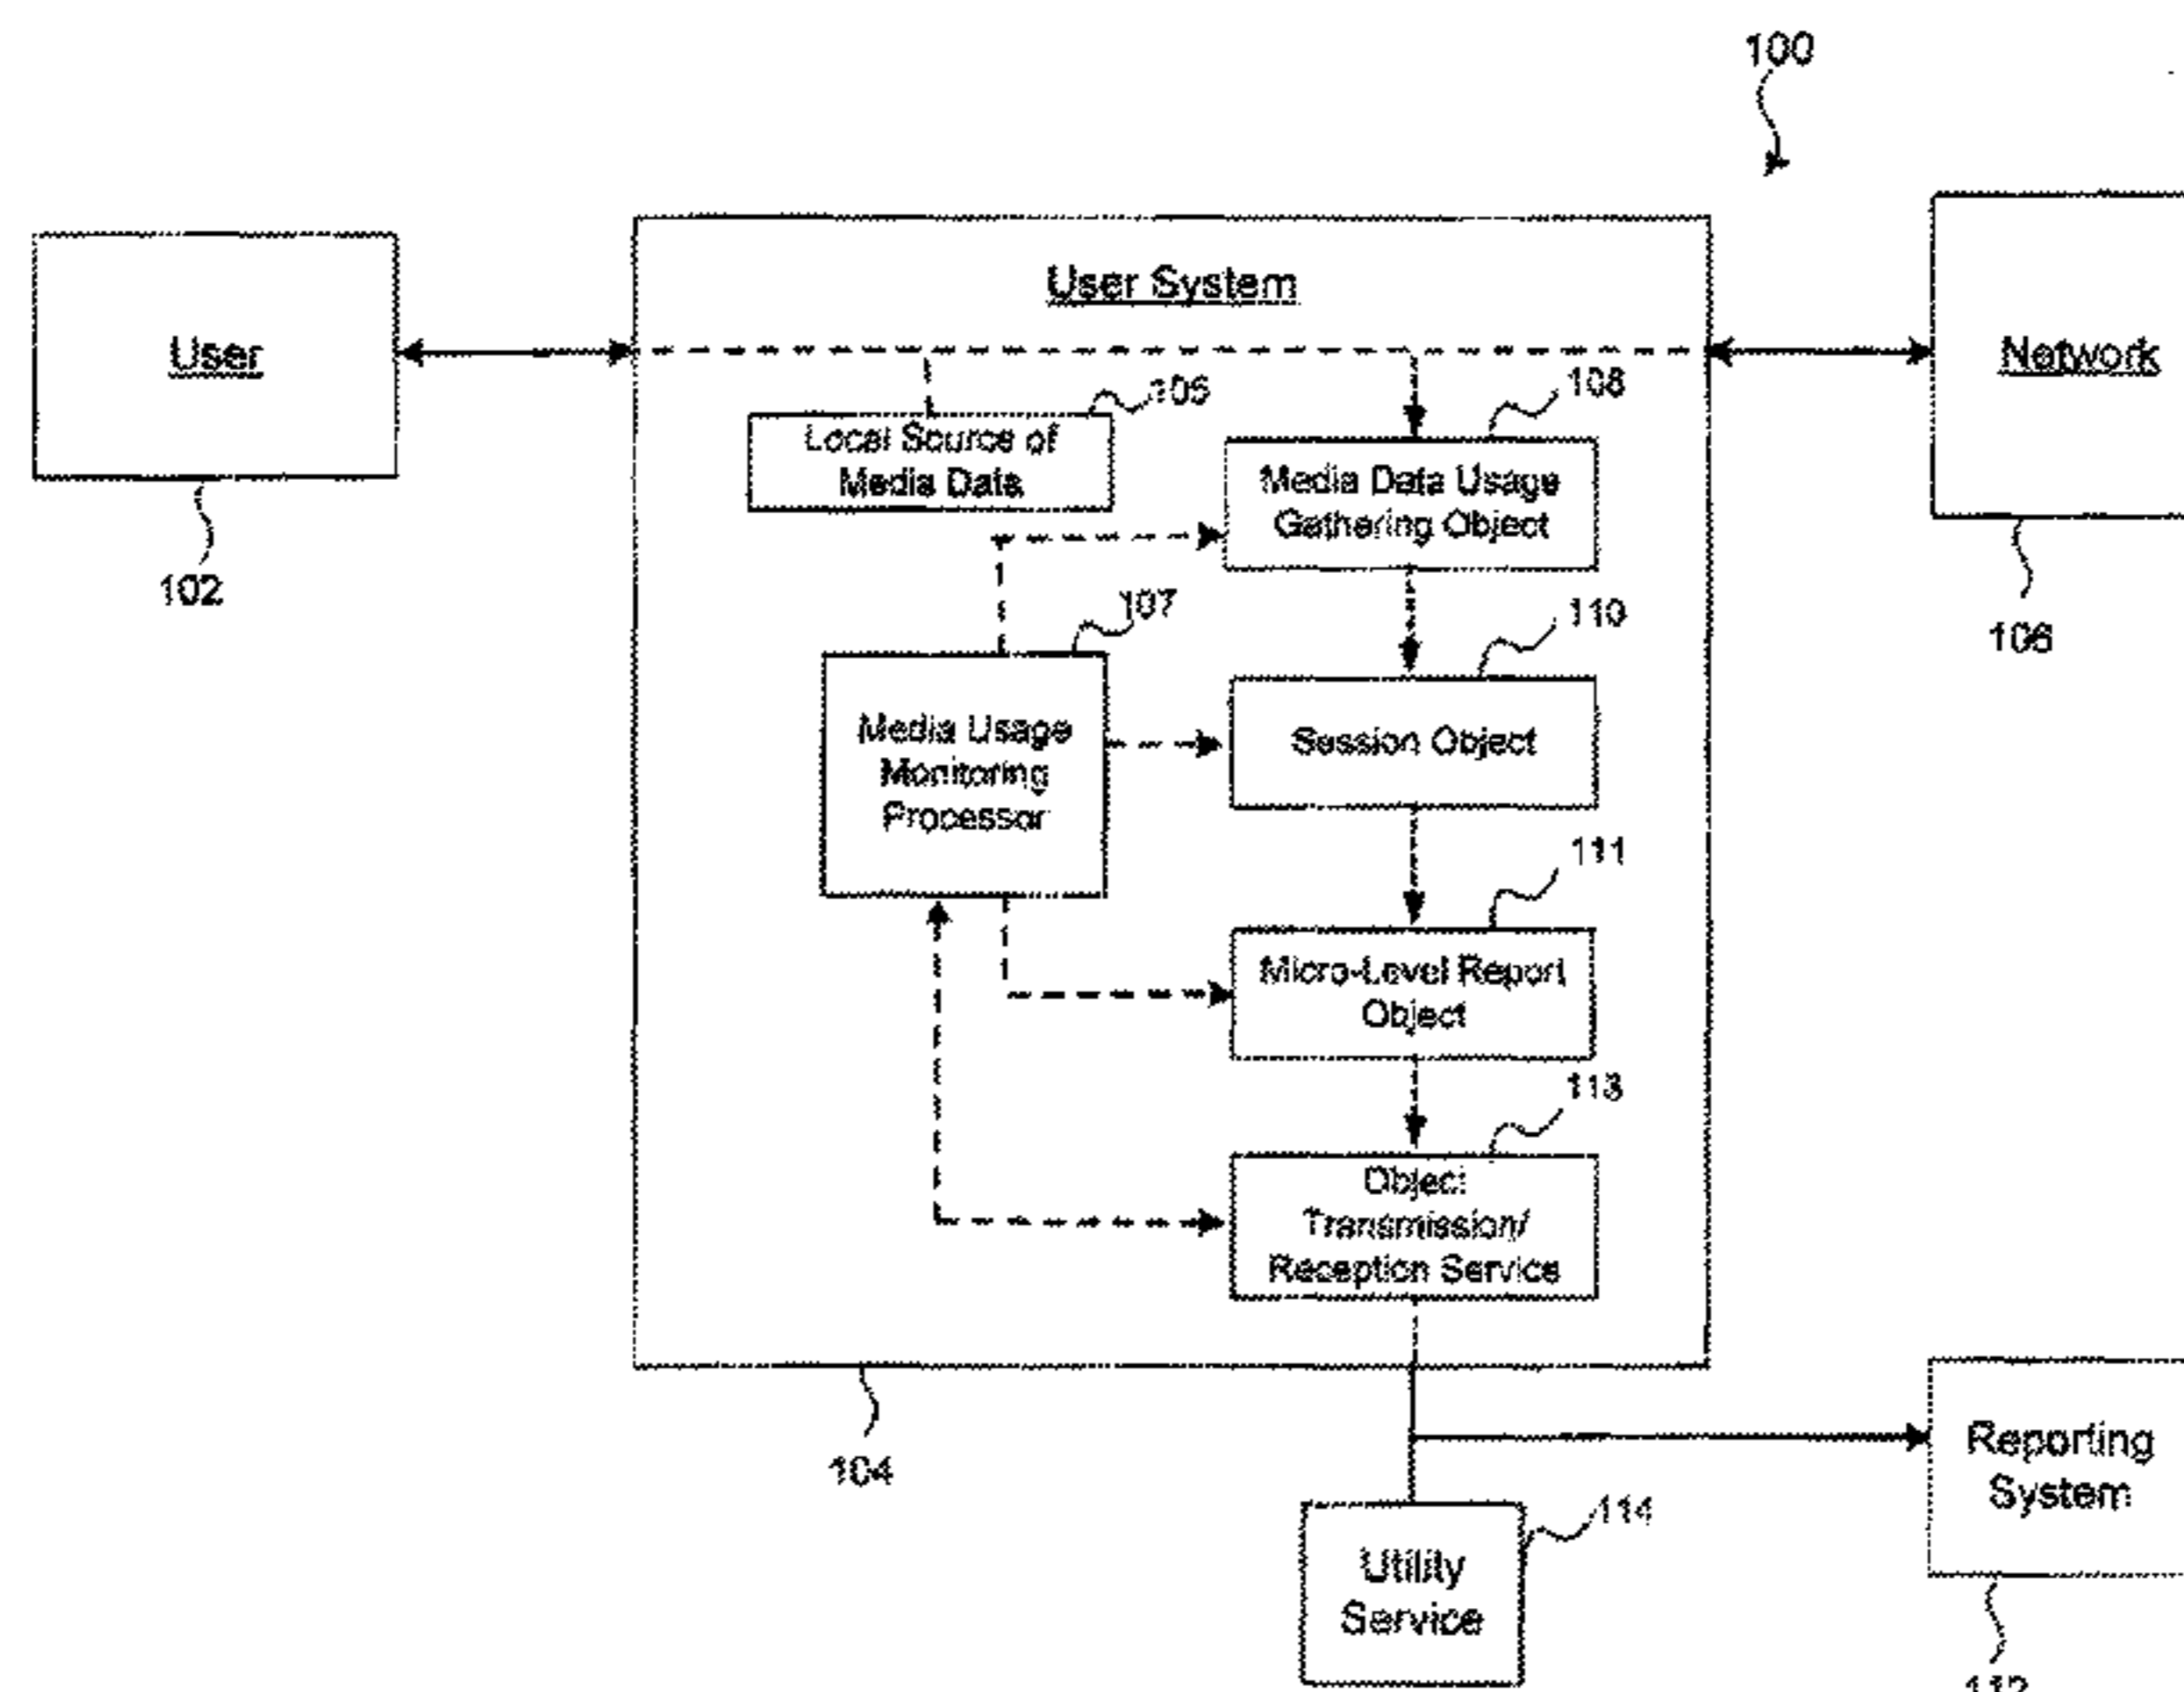 100
User System
User
Network
105
108
Local Source of
Media Data
Media Data Usage
Gathering Object
102
107
110
106
Media Usage
Monitoring
Processor
Session Object
111
Micro-Level Report
Object
113
Object
Transmission/
Reception Service
104
Reporting
System
114
Utility
Service
112